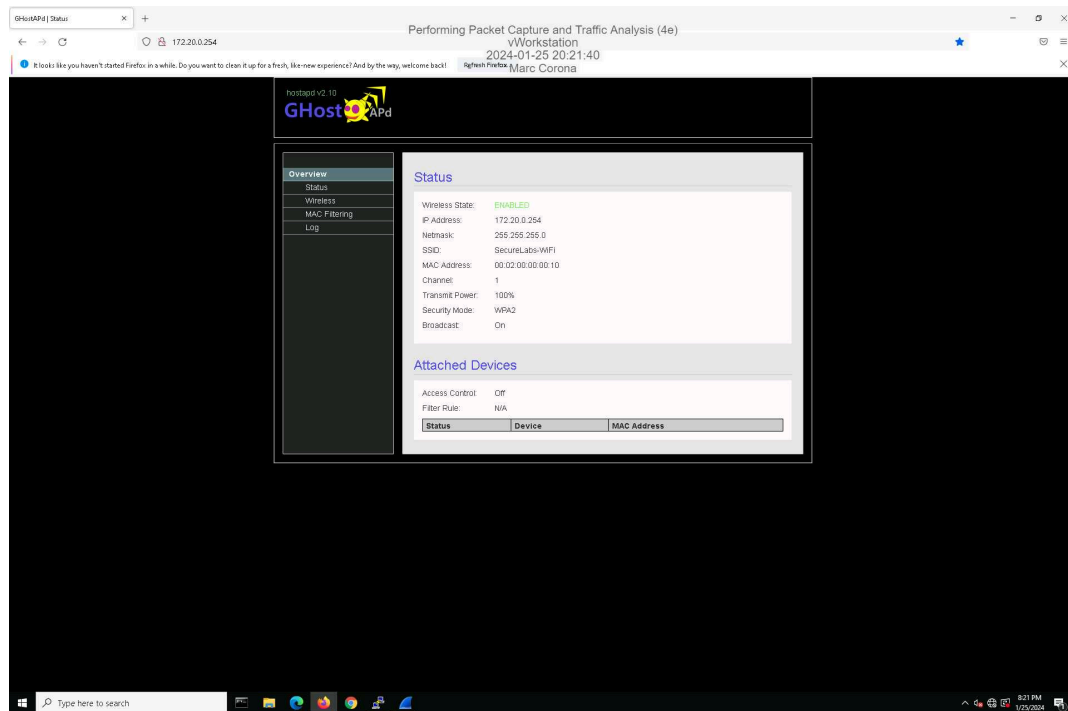 GHostAPd | Status
Performing Packet Capture and Traffic Analysis (4e)
vWorkstation
2024-01-25 20:21:40
Marc Corona
172.20.0.254
It looks like you haven't started Firefox in a while. Do you want to clean it up for a fresh, like-new experience? And by the way, welcome back! Refresh Firefox...
hostapd v2.10
GHost APd
Overview
Status
Wireless
MAC Filtering
Log
Status
Wireless State: ENABLED
IP Address: 172.20.0.254
Netmask: 255.255.255.0
SSID: SecureLabs-WiFi
MAC Address: 00:02:00:00:00:10
Channel: 1
Transmit Power: 100%
Security Mode: WPA2
Broadcast: On
Attached Devices
Access Control: Off
Filter Rule: N/A
Status Device MAC Address
Type here to search
8:21 PM
1/25/2024